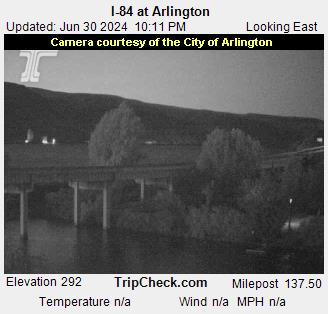 I-84 at Arlington
Updated: Jun 30 2024 10:11 PM Looking East
Camera courtesy of the City of Arlington
Elevation 292 TripCheck.com Milepost 137.50
Temperature n/a Wind n/a MPH n/a